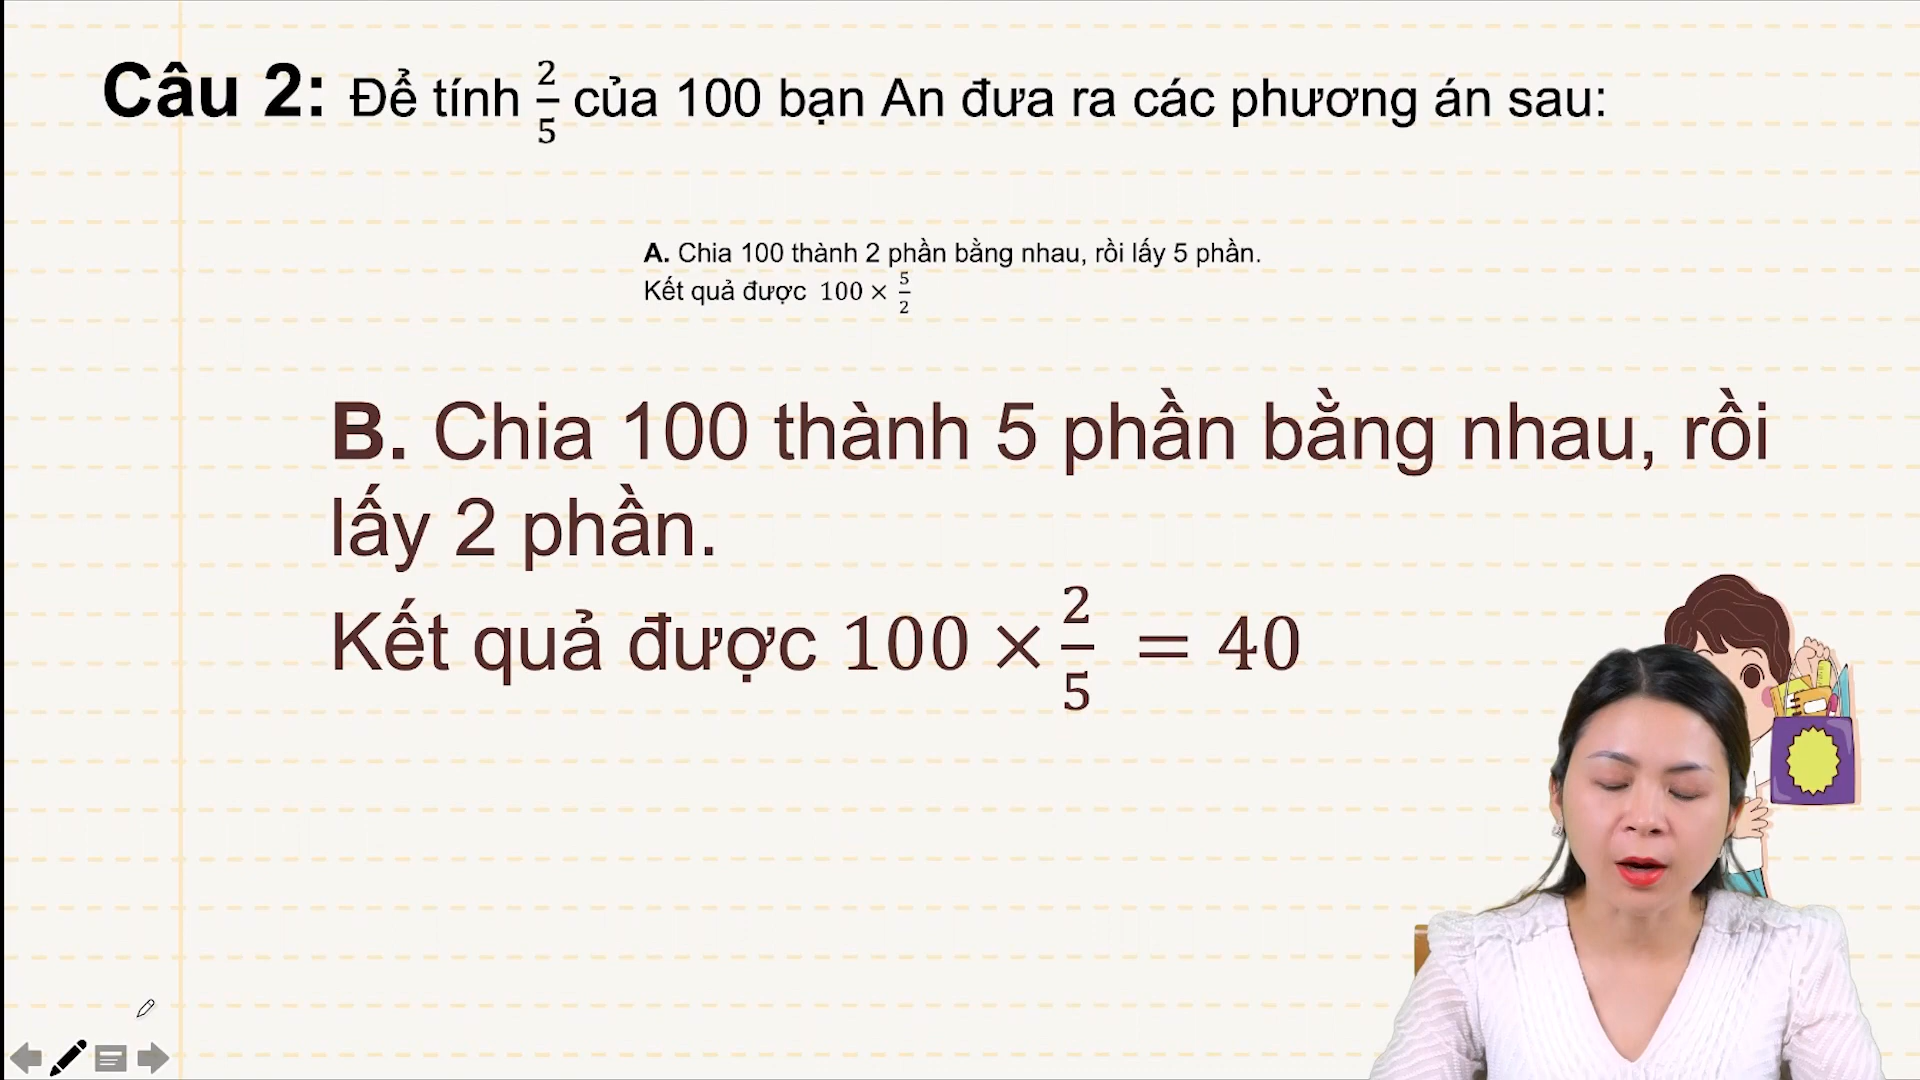 Câu 2: Để tính 2/5 của 100 bạn An đưa ra các phương án sau:
A. Chia 100 thành 2 phần bằng nhau, rồi lấy 5 phần.
Kết quả được 100 × 5/2
B. Chia 100 thành 5 phần bằng nhau, rồi
lấy 2 phần.
Kết quả được 100 × 2/5 = 40